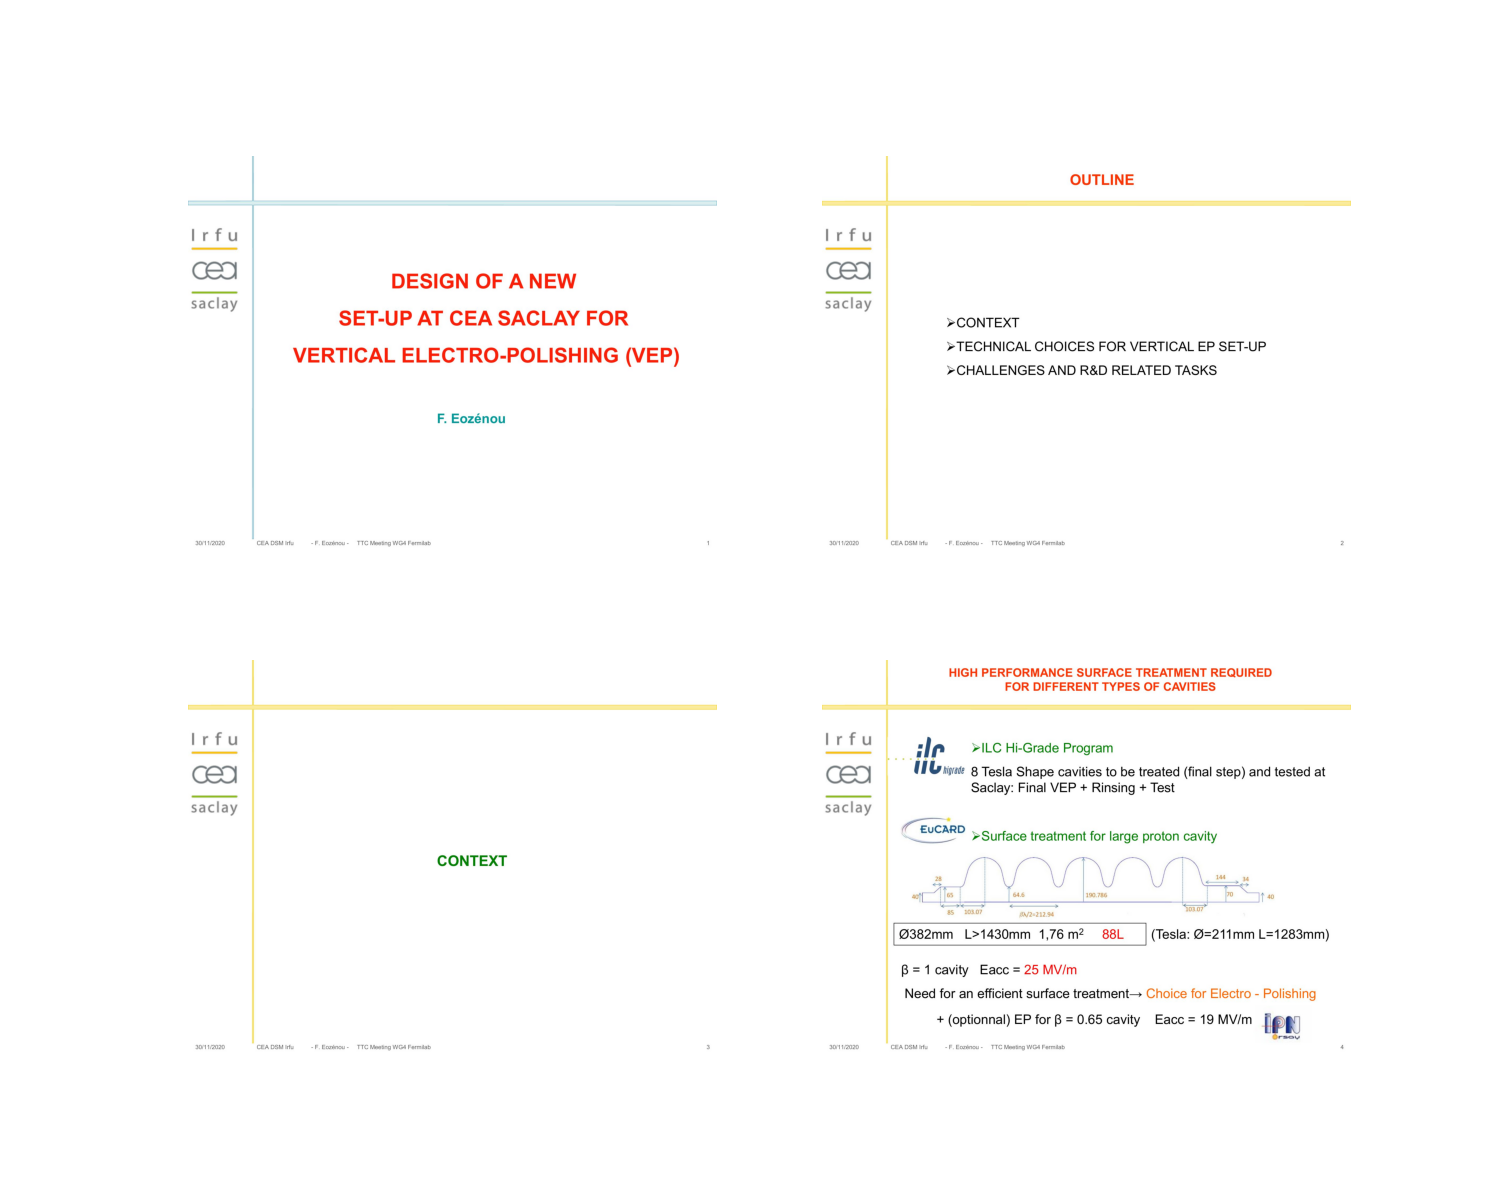 Irfu
cea
saclay
DESIGN OF A NEW
SET-UP AT CEA SACLAY FOR
VERTICAL ELECTRO-POLISHING (VEP)
F. Eozénou
30/11/2020 CEA DSM Irfu - F. Eozénou - TTC Meeting WG4 Fermilab 1
OUTLINE
Irfu
cea
saclay
➢CONTEXT
➢TECHNICAL CHOICES FOR VERTICAL EP SET-UP
➢CHALLENGES AND R&D RELATED TASKS
30/11/2020 CEA DSM Irfu - F. Eozénou - TTC Meeting WG4 Fermilab 2
Irfu
cea
saclay
CONTEXT
30/11/2020 CEA DSM Irfu - F. Eozénou - TTC Meeting WG4 Fermilab 3
HIGH PERFORMANCE SURFACE TREATMENT REQUIRED
FOR DIFFERENT TYPES OF CAVITIES
Irfu
cea
saclay
ilc higrade
➢ILC Hi-Grade Program
8 Tesla Shape cavities to be treated (final step) and tested at
Saclay: Final VEP + Rinsing + Test
EuCARD
➢Surface treatment for large proton cavity
28 144 34
40 65 64.6 190.786 70 40
85 103.07 βλ/2=212.94 103.07
Ø382mm L>1430mm 1,76 m² 88L (Tesla: Ø=211mm L=1283mm)
β = 1 cavity Eacc = 25 MV/m
Need for an efficient surface treatment→ Choice for Electro - Polishing
+ (optionnal) EP for β = 0.65 cavity Eacc = 19 MV/m
IPN
Orsay
30/11/2020 CEA DSM Irfu - F. Eozénou - TTC Meeting WG4 Fermilab 4